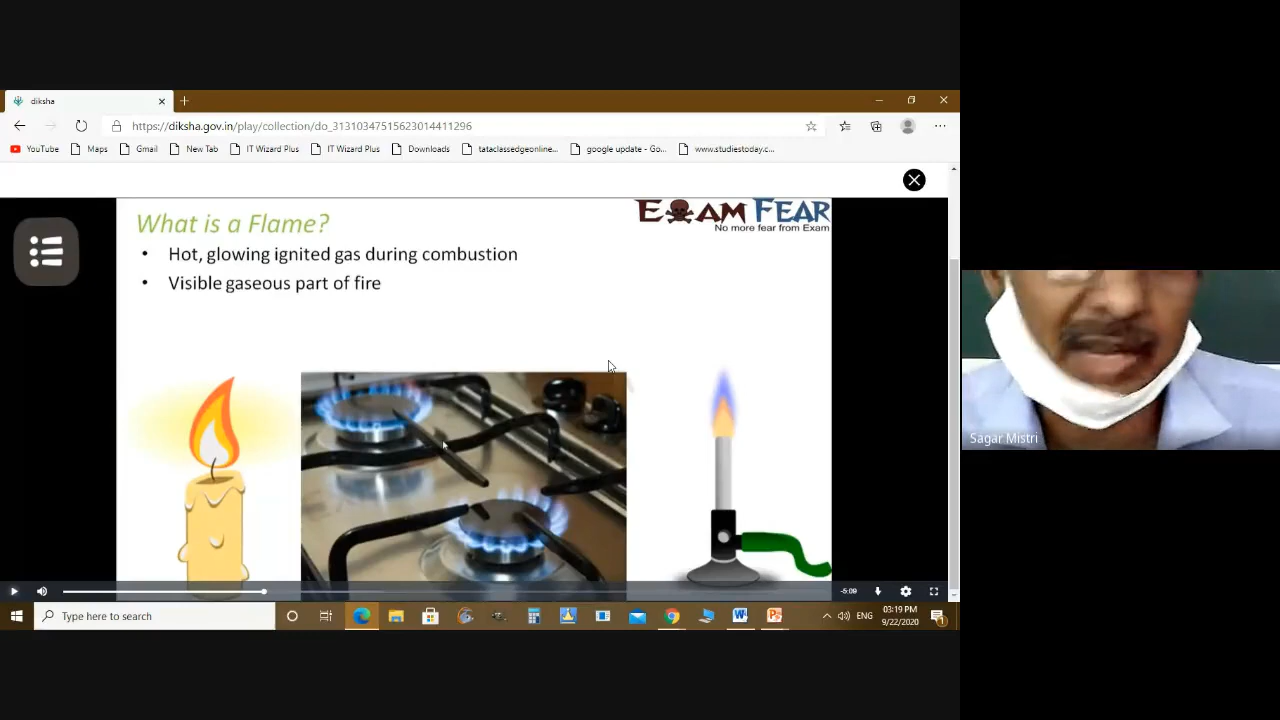 diksha
https://diksha.gov.in/play/collection/do_31310347515623014411296
YouTube Maps Gmail New Tab IT Wizard Plus IT Wizard Plus Downloads tataclassedgeonline... google update - Go... www.studiestoday.c...
What is a Flame?
EXAM FEAR
No more fear from Exam
• Hot, glowing ignited gas during combustion
• Visible gaseous part of fire
Sagar Mistri
-5:09
Type here to search
ENG
03:19 PM
9/22/2020
1